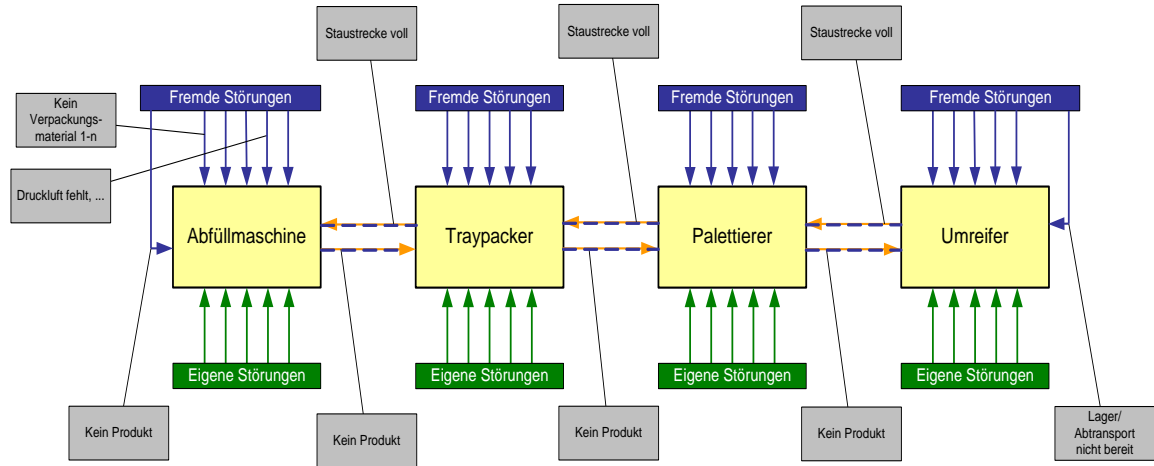 Staustrecke voll
Staustrecke voll
Staustrecke voll
Fremde Störungen
Fremde Störungen
Fremde Störungen
Fremde Störungen
Kein
Verpackungs-
material 1-n
Druckluft fehlt, ...
Abfüllmaschine
Traypacker
Palettierer
Umreifer
Eigene Störungen
Eigene Störungen
Eigene Störungen
Eigene Störungen
Kein Produkt
Kein Produkt
Kein Produkt
Kein Produkt
Lager/
Abtransport
nicht bereit